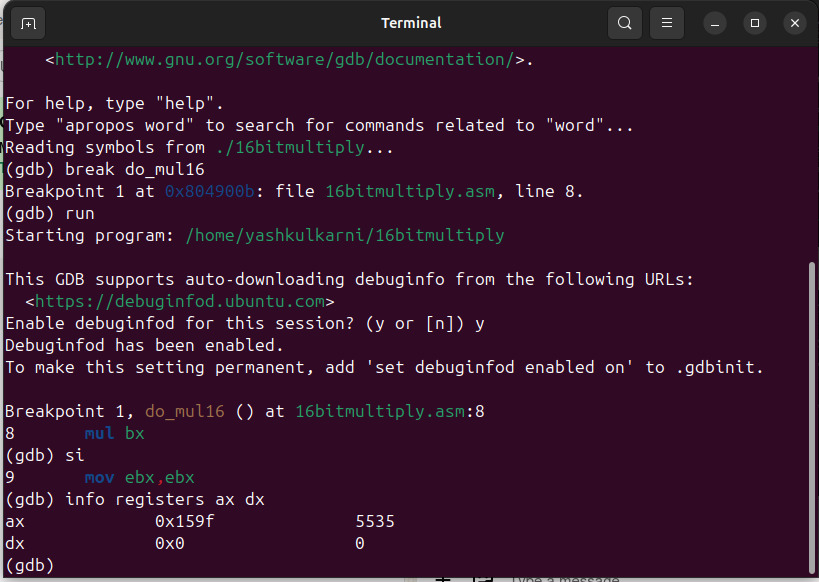 Terminal
<http://www.gnu.org/software/gdb/documentation/>.
For help, type "help".
Type "apropos word" to search for commands related to "word"...
Reading symbols from ./16bitmultiply...
(gdb) break do_mul16
Breakpoint 1 at 0x804900b: file 16bitmultiply.asm, line 8.
(gdb) run
Starting program: /home/yashkulkarni/16bitmultiply
This GDB supports auto-downloading debuginfo from the following URLs:
<https://debuginfod.ubuntu.com>
Enable debuginfod for this session? (y or [n]) y
Debuginfod has been enabled.
To make this setting permanent, add 'set debuginfod enabled on' to .gdbinit.
Breakpoint 1, do_mul16 () at 16bitmultiply.asm:8
8 mul bx
(gdb) si
9 mov ebx,ebx
(gdb) info registers ax dx
ax 0x159f 5535
dx 0x0 0
(gdb)
Type a message